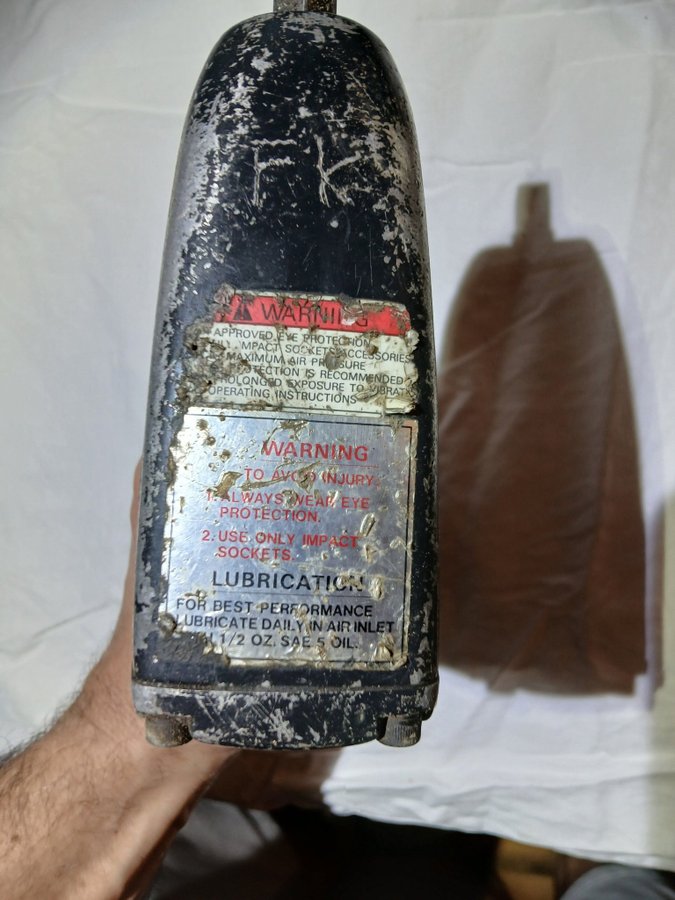 FK
WARNING
APPROVED EYE PROTECTION
IMPACT SOCKETS, ACCESSORIES
MAXIMUM AIR PRESSURE
PROTECTION IS RECOMMENDED
PROLONGED EXPOSURE TO VIBRAT
OPERATING INSTRUCTIONS
WARNING
TO AVOID INJURY.
1. ALWAYS WEAR EYE
PROTECTION.
2. USE ONLY IMPACT
SOCKETS.
LUBRICATION
FOR BEST PERFORMANCE
LUBRICATE DAILY IN AIR INLET
1/2 OZ. SAE 5 OIL.